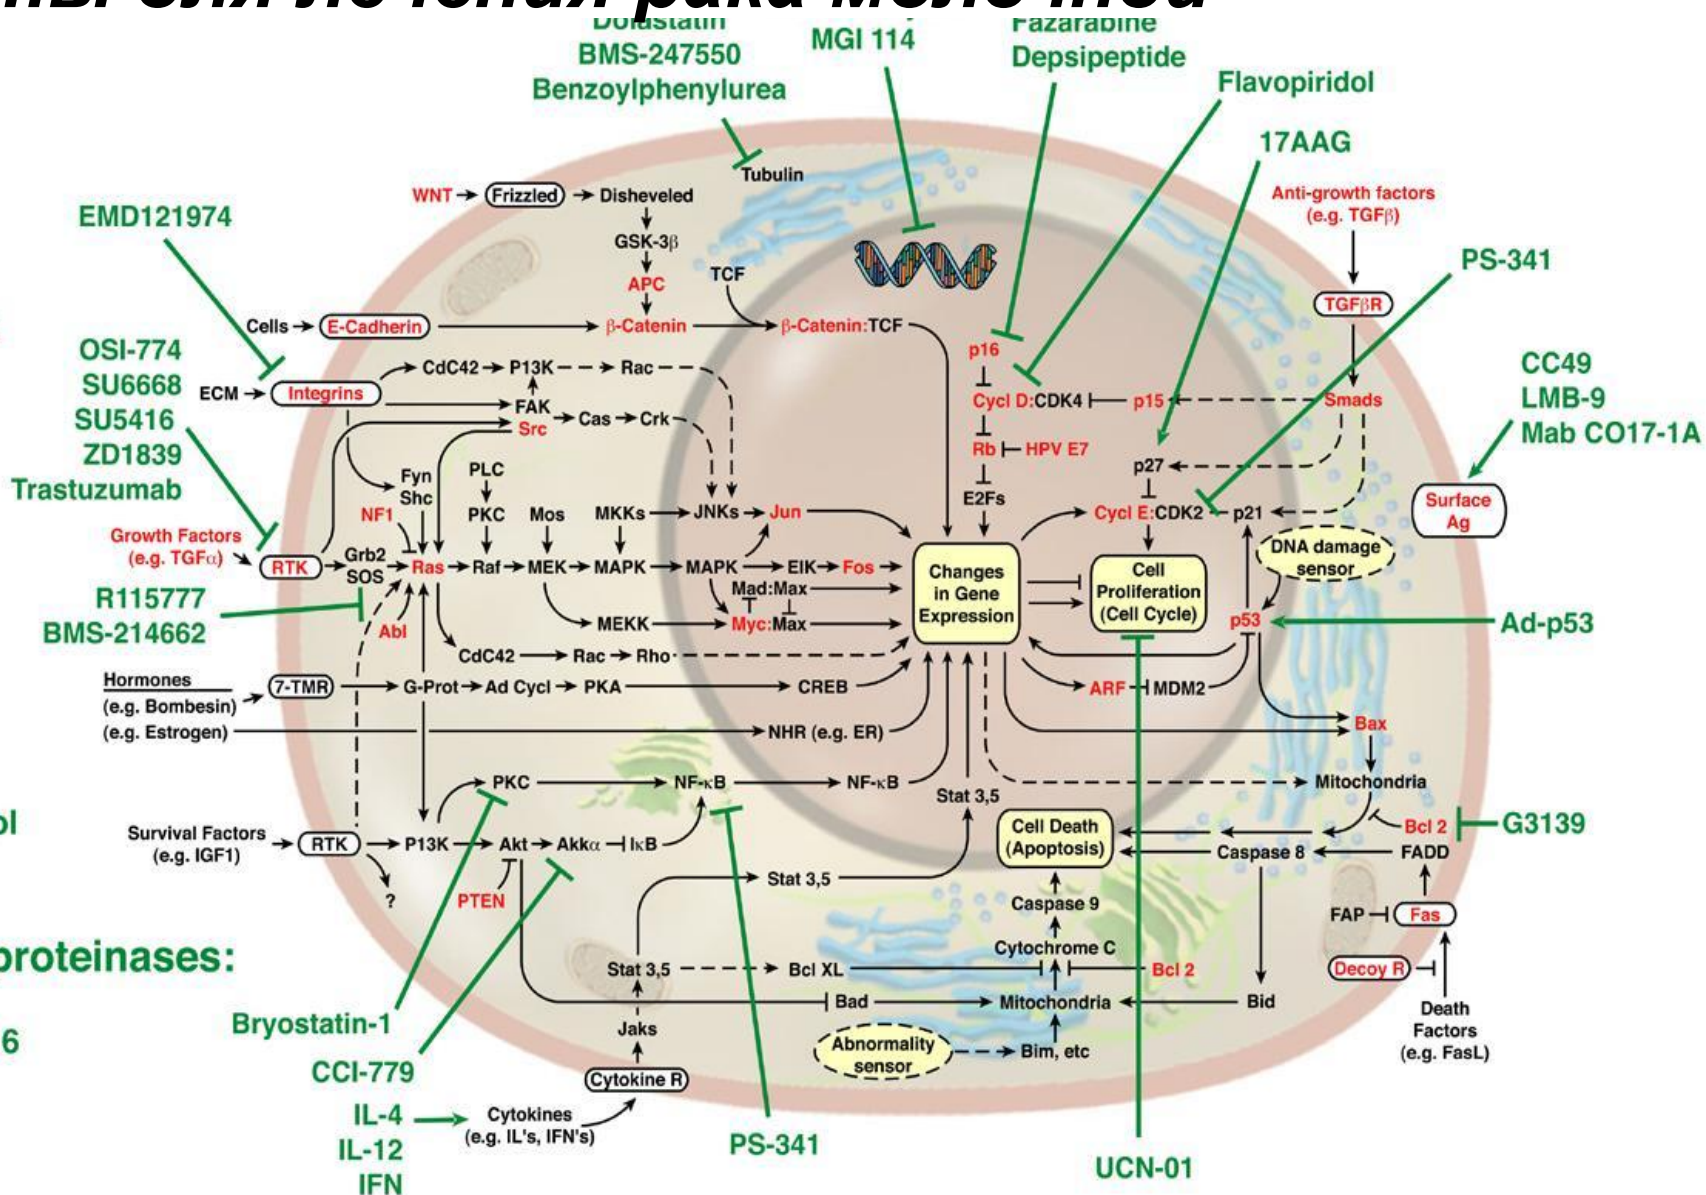 рака
Dolastatin
BMS-247550
Benzoylphenylurea
MGI 114
Fazarabine
Depsipeptide
Flavopiridol
17AAG
Tubulin
WNT Frizzled Disheveled
GSK-3β
APC
TCF
Anti-growth factors
(e.g. TGFβ)
EMD121974
PS-341
TGFβR
Cells E-Cadherin β-Catenin β-Catenin:TCF
OSI-774
SU6668
SU5416
ZD1839
Trastuzumab
p16
CdC42 P13K Rac
ECM Integrins
FAK
Src
Cas Crk
Cycl D:CDK4 p15 Smads
CC49
LMB-9
Mab CO17-1A
Rb HPV E7
p27
Fyn
Shc
PLC
PKC
E2Fs
Surface
Ag
NF1
Mos MKKs JNKs Jun
Cycl E:CDK2 p21
Growth Factors
(e.g. TGFα)
DNA damage
sensor
RTK Grb2
SOS
Ras Raf MEK MAPK MAPK ElK Fos
Changes
in Gene
Expression
Cell
Proliferation
(Cell Cycle)
Mad:Max
R115777
BMS-214662
Abl
MEKK Myc:Max
p53
Ad-p53
CdC42 Rac Rho
Hormones
(e.g. Bombesin)
(e.g. Estrogen)
7-TMR G-Prot Ad Cycl PKA CREB
ARF MDM2
NHR (e.g. ER)
Bax
PKC NF-κB NF-κB
Stat 3,5
Mitochondria
ol
Survival Factors
(e.g. IGF1)
RTK P13K Akt Akkα IκB
Cell Death
(Apoptosis)
Bcl 2
G3139
Caspase 8 FADD
?
PTEN
Stat 3,5
Caspase 9
FAP Fas
proteinases:
Cytochrome C
Stat 3,5 Bcl XL Bcl 2
Decoy R
Bad Mitochondria Bid
Death
Factors
(e.g. FasL)
Bryostatin-1
Jaks
6
Abnormality
sensor
Bim, etc
CCI-779
Cytokine R
IL-4
IL-12
IFN
Cytokines
(e.g. IL's, IFN's)
PS-341
UCN-01